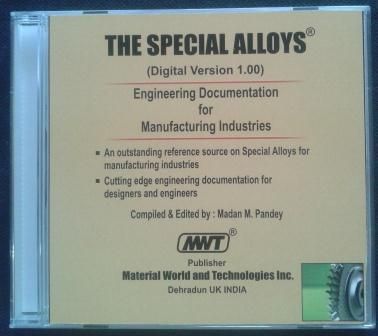 THE SPECIAL ALLOYS®
(Digital Version 1.00)
Engineering Documentation
for
Manufacturing Industries
▪ An outstanding reference source on Special Alloys for
manufacturing industries
▪ Cutting edge engineering documentation for
designers and engineers
Compiled & Edited by : Madan M. Pandey
MWT®
Publisher
Material World and Technologies Inc.
Dehradun UK INDIA